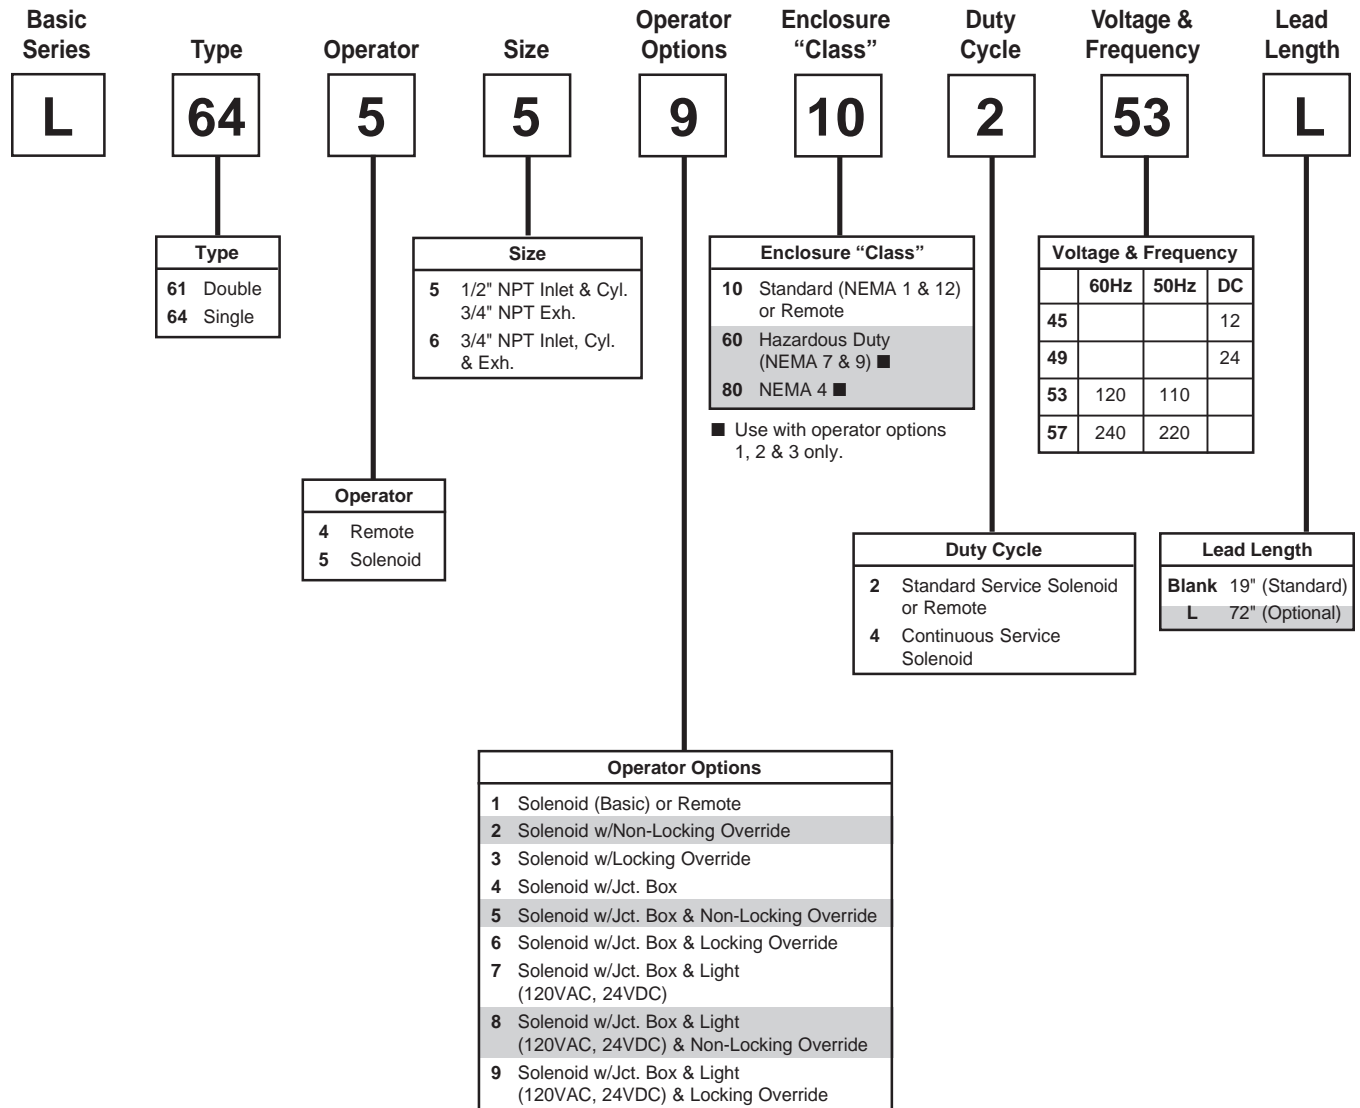 Basic Series
Type
Operator
Size
Operator Options
Enclosure “Class”
Duty Cycle
Voltage & Frequency
Lead Length
L 64 5 5 9 10 2 53 L
Type
61 Double
64 Single
Size
5 1/2" NPT Inlet & Cyl.
3/4" NPT Exh.
6 3/4" NPT Inlet, Cyl.
& Exh.
Enclosure “Class”
10 Standard (NEMA 1 & 12)
or Remote
60 Hazardous Duty
(NEMA 7 & 9) ■
80 NEMA 4 ■
■ Use with operator options
1, 2 & 3 only.
Voltage & Frequency
60Hz 50Hz DC
45 12
49 24
53 120 110
57 240 220
Operator
4 Remote
5 Solenoid
Duty Cycle
2 Standard Service Solenoid
or Remote
4 Continuous Service
Solenoid
Lead Length
Blank 19" (Standard)
L 72" (Optional)
Operator Options
1 Solenoid (Basic) or Remote
2 Solenoid w/Non-Locking Override
3 Solenoid w/Locking Override
4 Solenoid w/Jct. Box
5 Solenoid w/Jct. Box & Non-Locking Override
6 Solenoid w/Jct. Box & Locking Override
7 Solenoid w/Jct. Box & Light
(120VAC, 24VDC)
8 Solenoid w/Jct. Box & Light
(120VAC, 24VDC) & Non-Locking Override
9 Solenoid w/Jct. Box & Light
(120VAC, 24VDC) & Locking Override